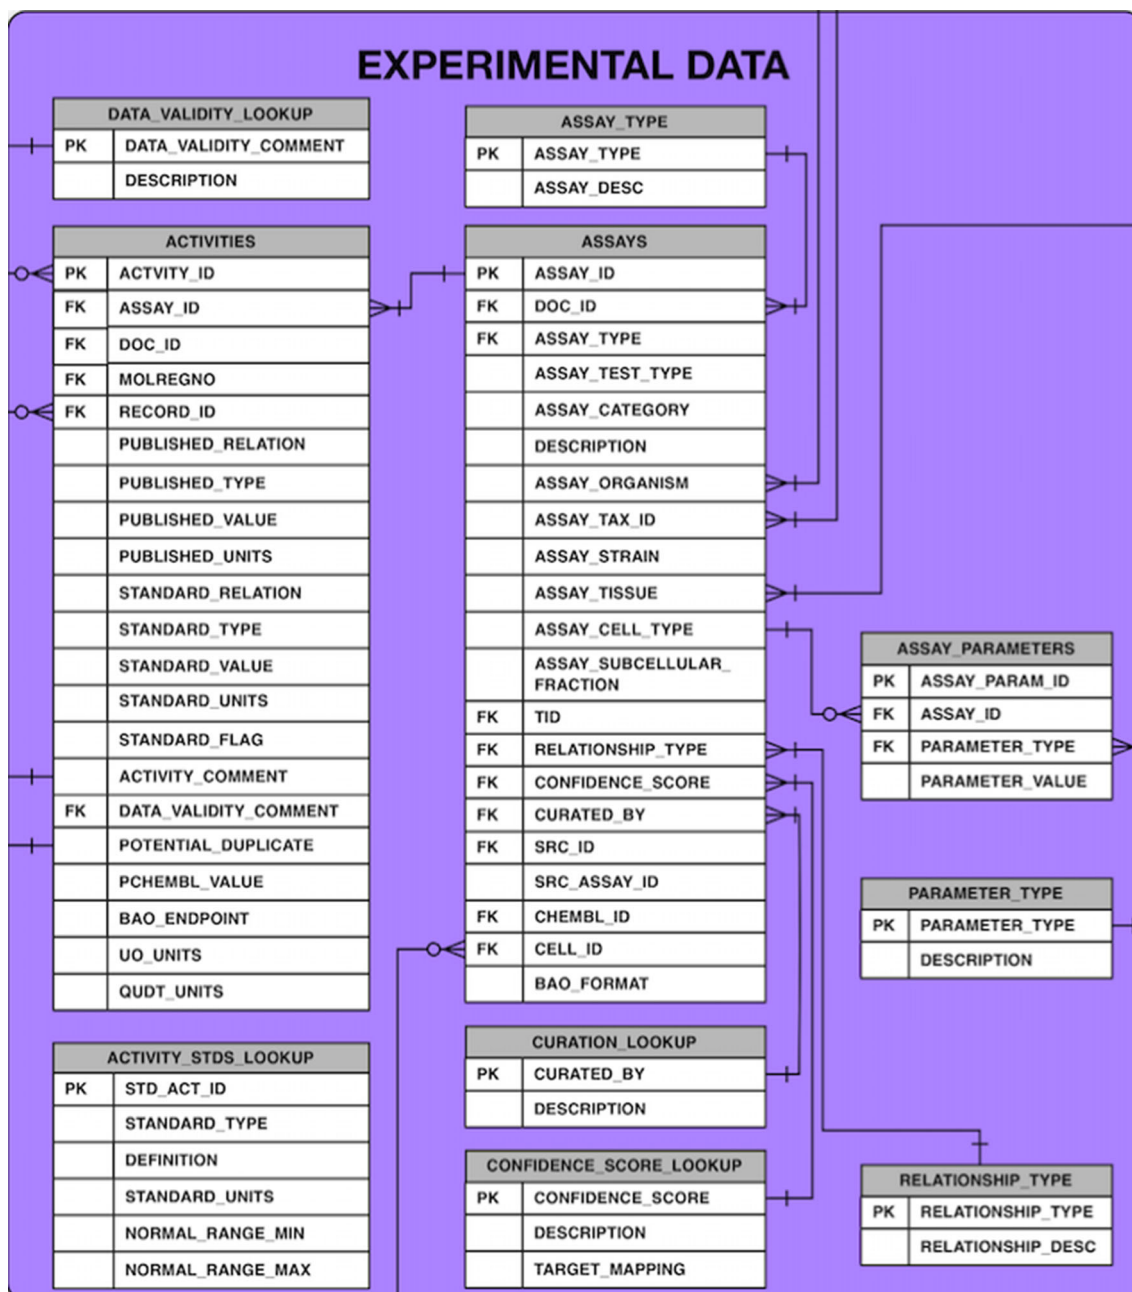 EXPERIMENTAL DATA
DATA_VALIDITY_LOOKUP
PK DATA_VALIDITY_COMMENT
DESCRIPTION
ACTIVITIES
PK ACTVITY_ID
FK ASSAY_ID
FK DOC_ID
FK MOLREGNO
FK RECORD_ID
PUBLISHED_RELATION
PUBLISHED_TYPE
PUBLISHED_VALUE
PUBLISHED_UNITS
STANDARD_RELATION
STANDARD_TYPE
STANDARD_VALUE
STANDARD_UNITS
STANDARD_FLAG
ACTIVITY_COMMENT
FK DATA_VALIDITY_COMMENT
POTENTIAL_DUPLICATE
PCHEMBL_VALUE
BAO_ENDPOINT
UO_UNITS
QUDT_UNITS
ACTIVITY_STDS_LOOKUP
PK STD_ACT_ID
STANDARD_TYPE
DEFINITION
STANDARD_UNITS
NORMAL_RANGE_MIN
NORMAL_RANGE_MAX
ASSAY_TYPE
PK ASSAY_TYPE
ASSAY_DESC
ASSAYS
PK ASSAY_ID
FK DOC_ID
FK ASSAY_TYPE
ASSAY_TEST_TYPE
ASSAY_CATEGORY
DESCRIPTION
ASSAY_ORGANISM
ASSAY_TAX_ID
ASSAY_STRAIN
ASSAY_TISSUE
ASSAY_CELL_TYPE
ASSAY_SUBCELLULAR_
FRACTION
FK TID
FK RELATIONSHIP_TYPE
FK CONFIDENCE_SCORE
FK CURATED_BY
FK SRC_ID
SRC_ASSAY_ID
FK CHEMBL_ID
FK CELL_ID
BAO_FORMAT
CURATION_LOOKUP
PK CURATED_BY
DESCRIPTION
CONFIDENCE_SCORE_LOOKUP
PK CONFIDENCE_SCORE
DESCRIPTION
TARGET_MAPPING
ASSAY_PARAMETERS
PK ASSAY_PARAM_ID
FK ASSAY_ID
FK PARAMETER_TYPE
PARAMETER_VALUE
PARAMETER_TYPE
PK PARAMETER_TYPE
DESCRIPTION
RELATIONSHIP_TYPE
PK RELATIONSHIP_TYPE
RELATIONSHIP_DESC